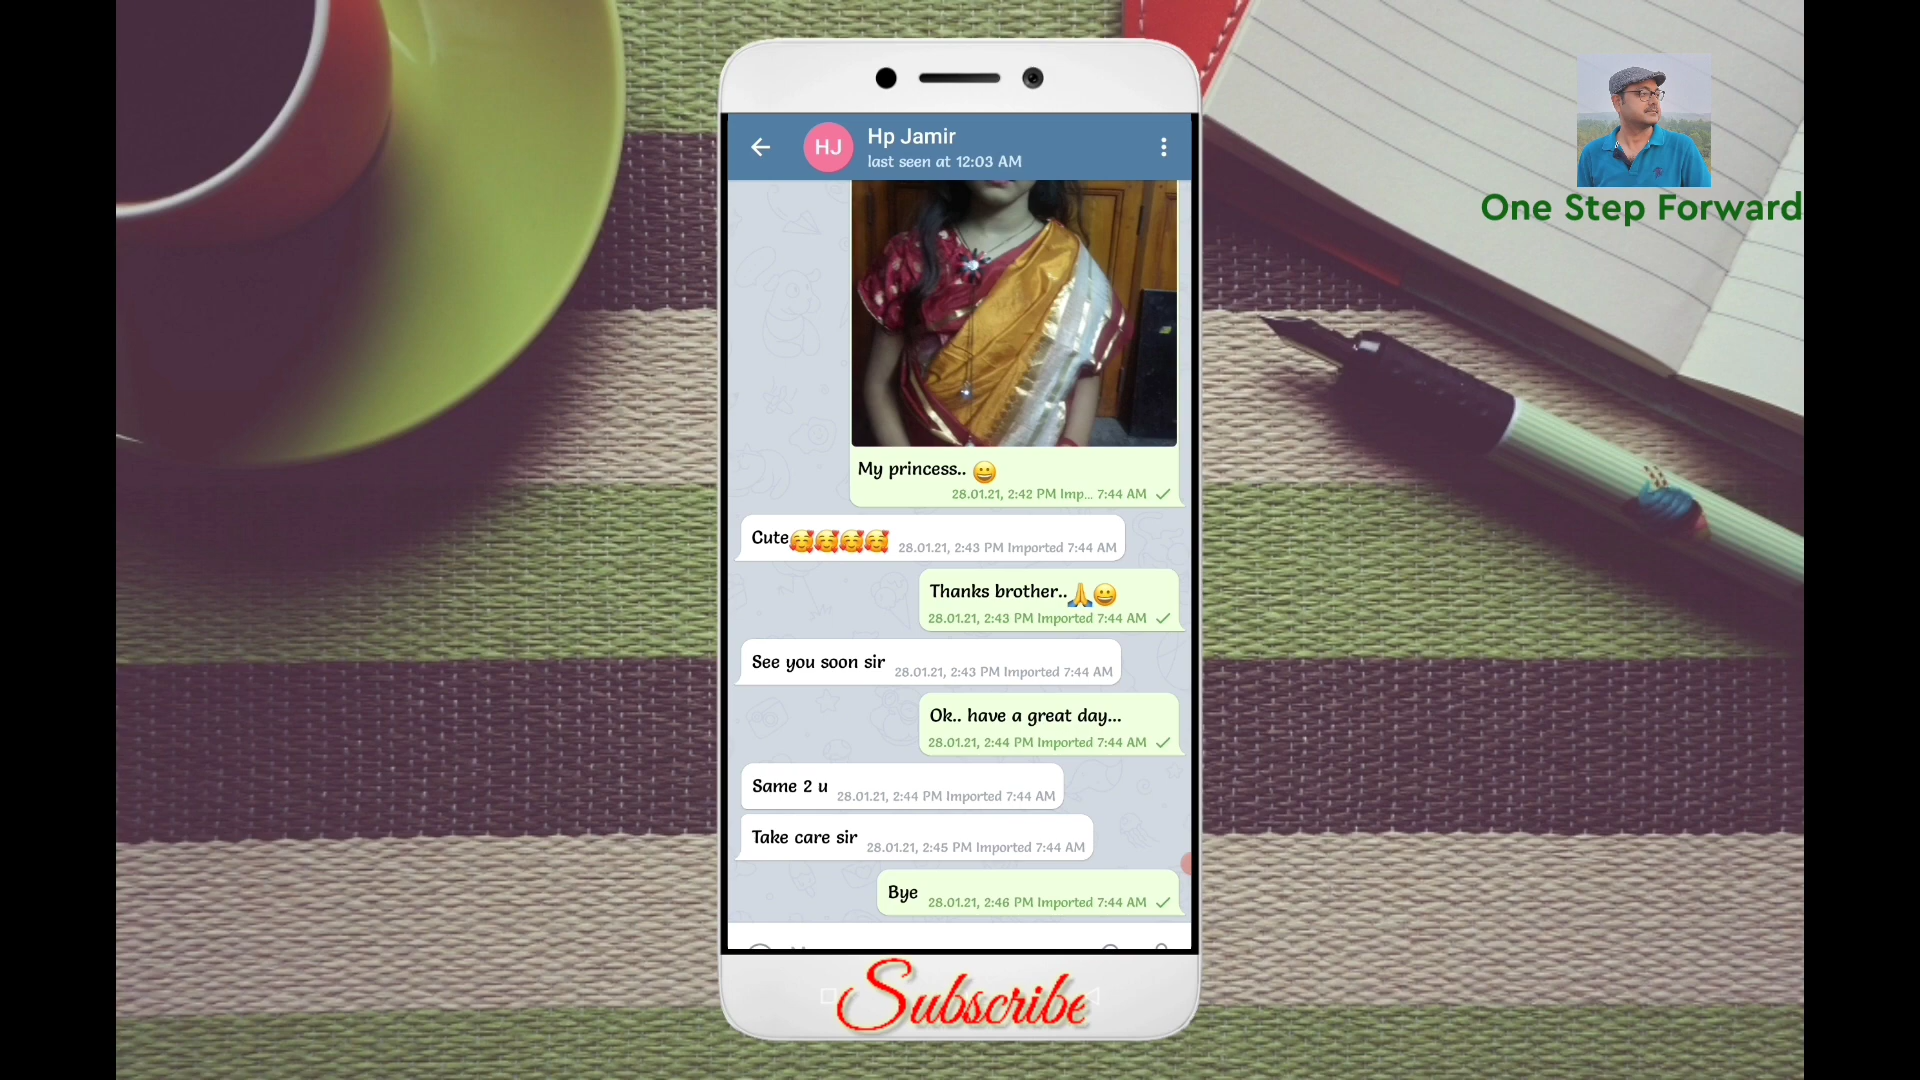 HJ
Hp Jamir
last seen at 12:03 AM
One Step Forward
My princess.. 😀
28.01.21, 2:42 PM Imp... 7:44 AM
Cute🥰🥰🥰🥰 28.01.21, 2:43 PM Imported 7:44 AM
Thanks brother..🙏😀
28.01.21, 2:43 PM Imported 7:44 AM
See you soon sir 28.01.21, 2:43 PM Imported 7:44 AM
Ok.. have a great day...
28.01.21, 2:44 PM Imported 7:44 AM
Same 2 u 28.01.21, 2:44 PM Imported 7:44 AM
Take care sir 28.01.21, 2:45 PM Imported 7:44 AM
Bye 28.01.21, 2:46 PM Imported 7:44 AM
Subscribe